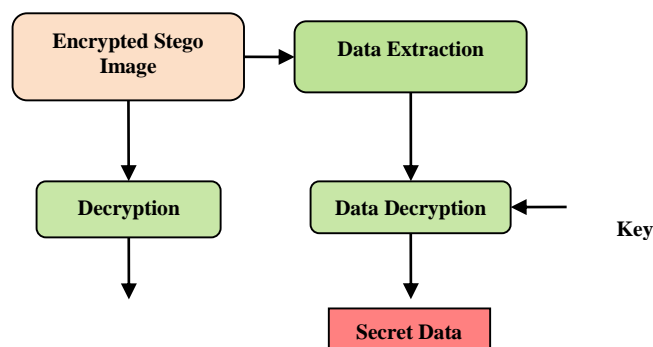 Encrypted Stego
Image
Data Extraction
Decryption
Data Decryption
Key
Secret Data